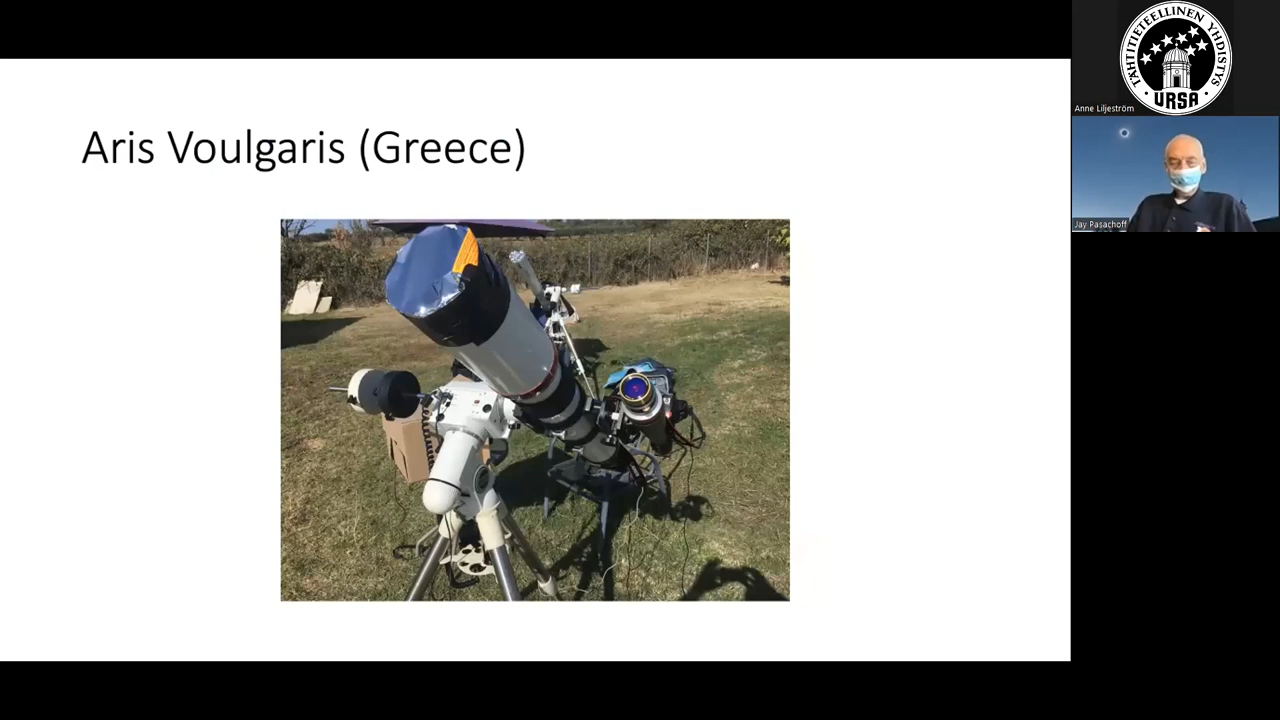 Aris Voulgaris (Greece)
TÄHTITIETEELLINEN YHDISTYS
URSA
Anne Liljeström
Jay Pasachoff